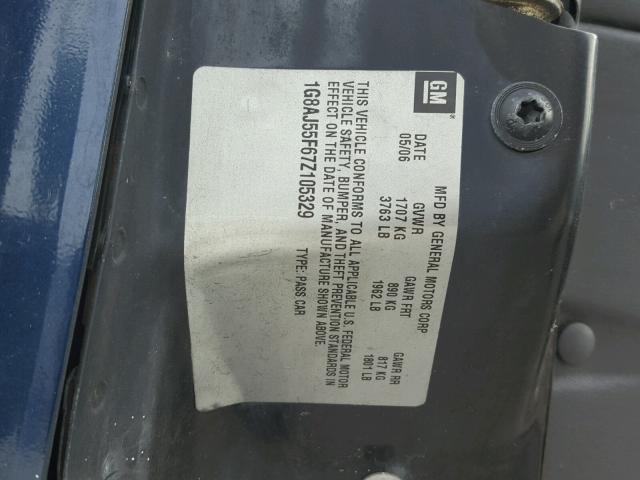 GM
MFD BY GENERAL MOTORS CORP
DATE GVWR GAWR FRT GAWR RR
05/06 1707 KG 890 KG 817 KG
3763 LB 1962 LB 1801 LB
THIS VEHICLE CONFORMS TO ALL APPLICABLE U.S. FEDERAL MOTOR
VEHICLE SAFETY, BUMPER, AND THEFT PREVENTION STANDARDS IN
EFFECT ON THE DATE OF MANUFACTURE SHOWN ABOVE.
1G8AJ55F67Z105329 TYPE: PASS CAR